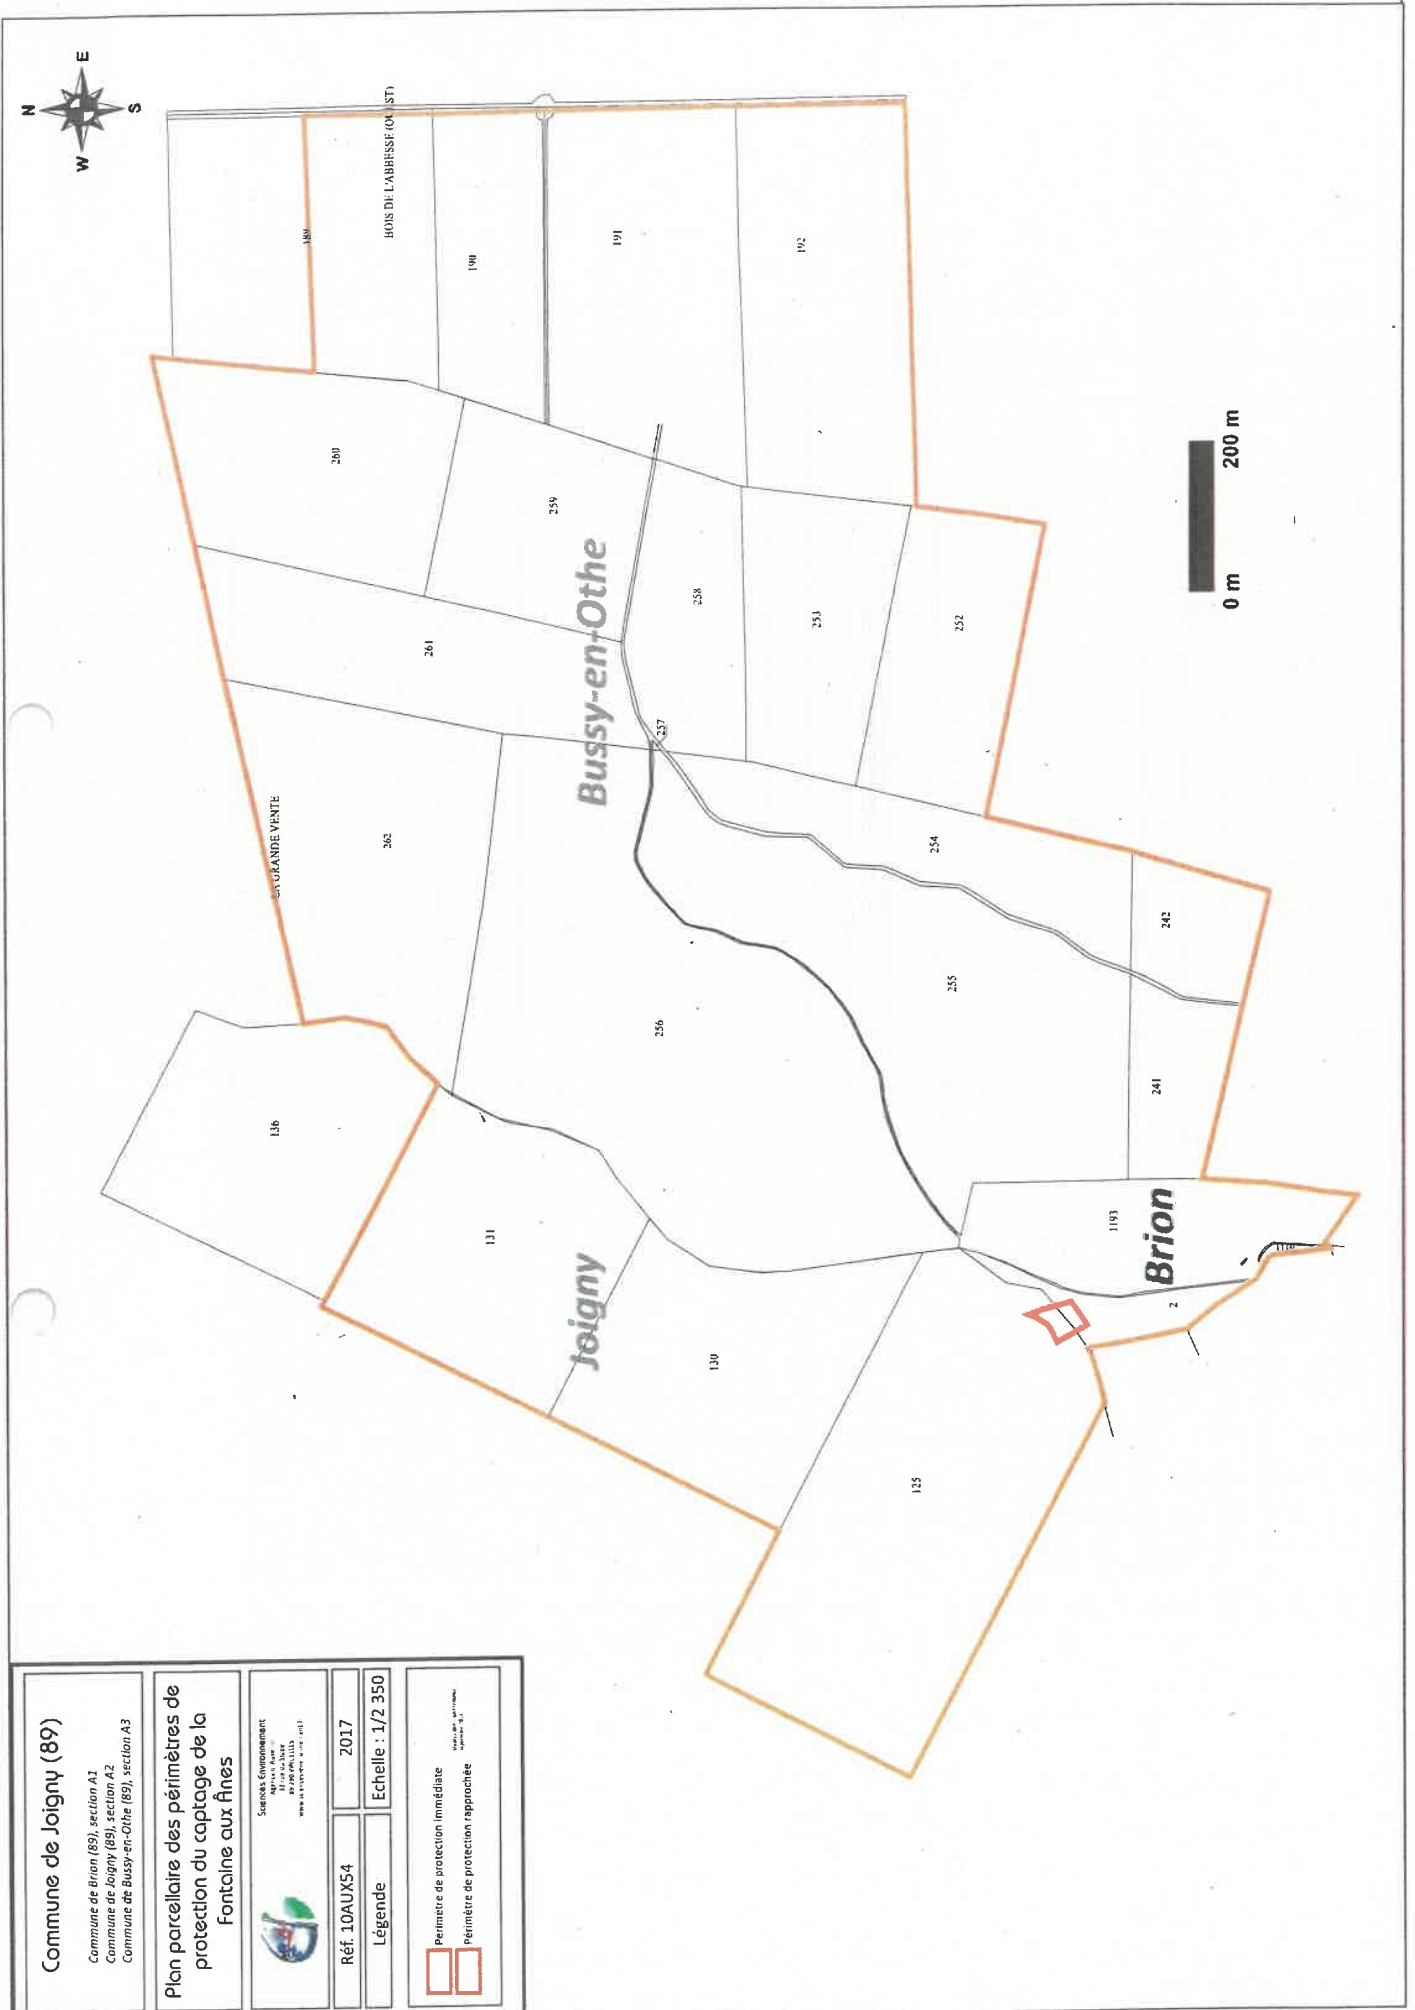 Commune de Joigny (89)
Commune de Brion (89), section A1
Commune de Joigny (89), section A2
Commune de Bussy-en-Othe (89), section A3
Plan parcellaire des périmètres de
protection du captage de la
Fontaine aux Ânes
Sciences Environnement
Réf. 10AUX54
2017
Légende
Echelle : 1/2 350
Perimetre de protection immédiate
Périmètre de protection rapprochée
N
E
S
W
BOIS DE L'ABBESSE (OUEST)
189
190
191
192
260
259
261
258
253
252
257
Bussy-en-Othe
LA GRANDE VENTE
262
256
254
255
242
241
136
131
Joigny
130
125
1193
Brion
2
0 m
200 m